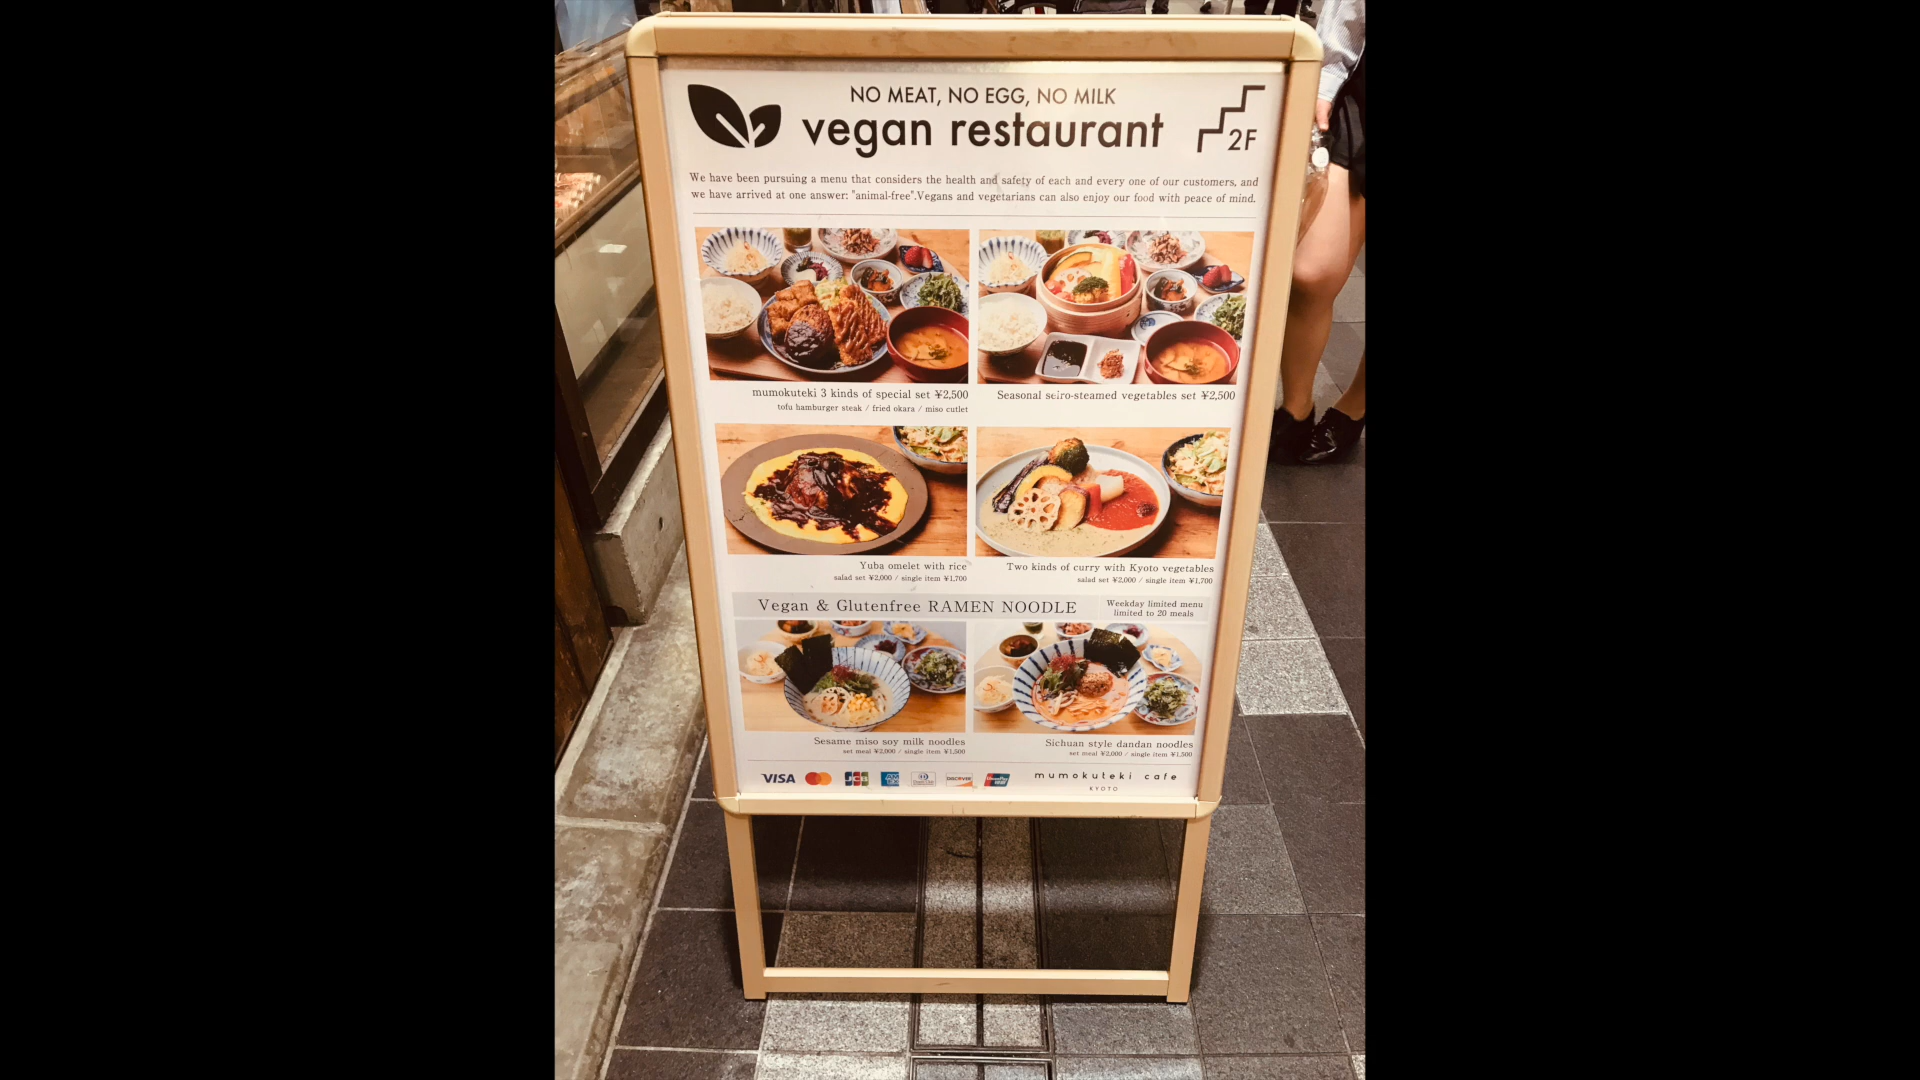 NO MEAT, NO EGG, NO MILK
vegan restaurant
2F
We have been pursuing a menu that considers the health and safety of each and every one of our customers, and
we have arrived at one answer: "animal-free".Vegans and vegetarians can also enjoy our food with peace of mind.
mumokuteki 3 kinds of special set ¥2,500
tofu hamburger steak / fried okara / miso cutlet
Seasonal seiro-steamed vegetables set ¥2,500
Yuba omelet with rice
salad set ¥2,000 / single item ¥1,700
Two kinds of curry with Kyoto vegetables
salad set ¥2,000 / single item ¥1,700
Vegan & Glutenfree RAMEN NOODLE
Weekday limited menu
limited to 20 meals
Sesame miso soy milk noodles
set meal ¥2,000 / single item ¥1,500
Sichuan style dandan noodles
set meal ¥2,000 / single item ¥1,500
VISA JCB DISCOVER
mumokuteki cafe
KYOTO